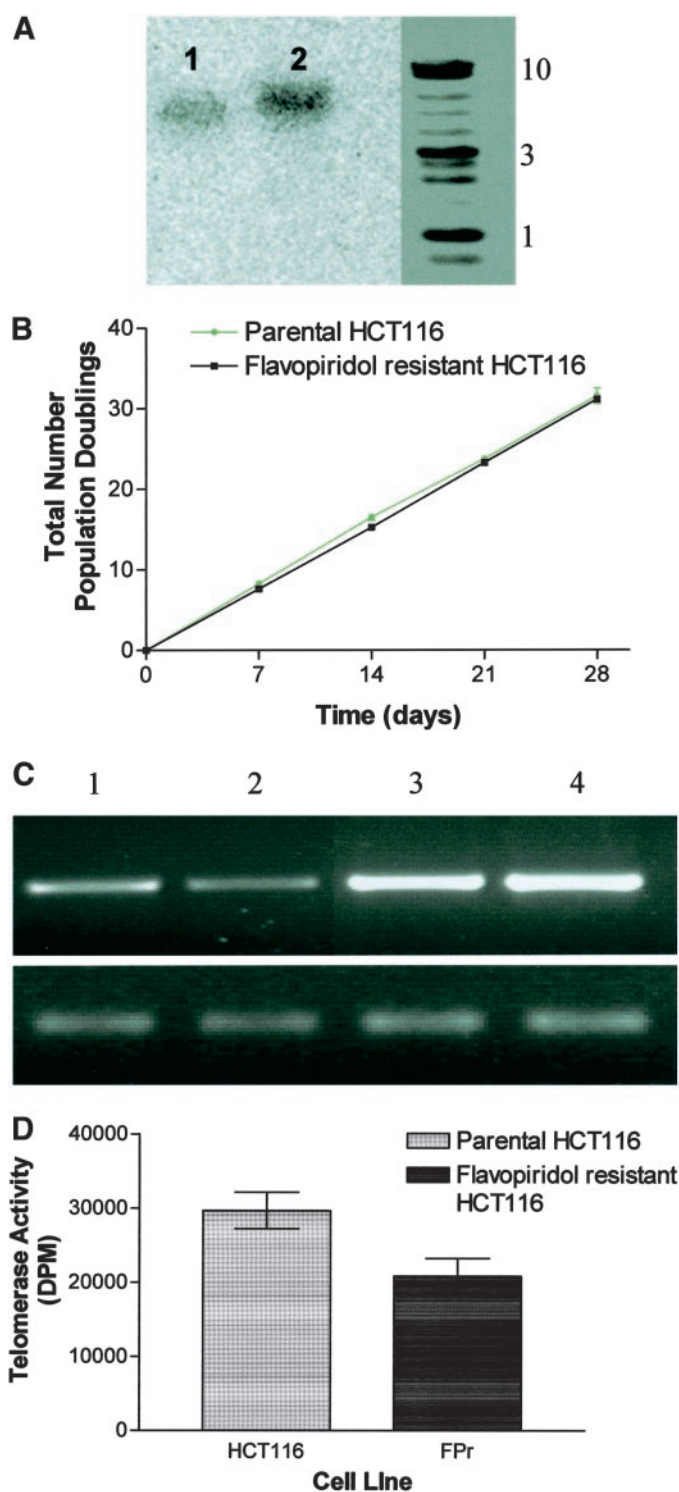 A
1 2
10
3
1
B
40
30
20
10
0
Total Number
Population Doublings
Parental HCT116
Flavopiridol resistant HCT116
0 7 14 21 28
Time (days)
C
1 2 3 4
D
40000
30000
20000
10000
0
Telomerase Activity
(DPM)
Parental HCT116
Flavopiridol resistant
HCT116
HCT116 FPr
Cell LIne